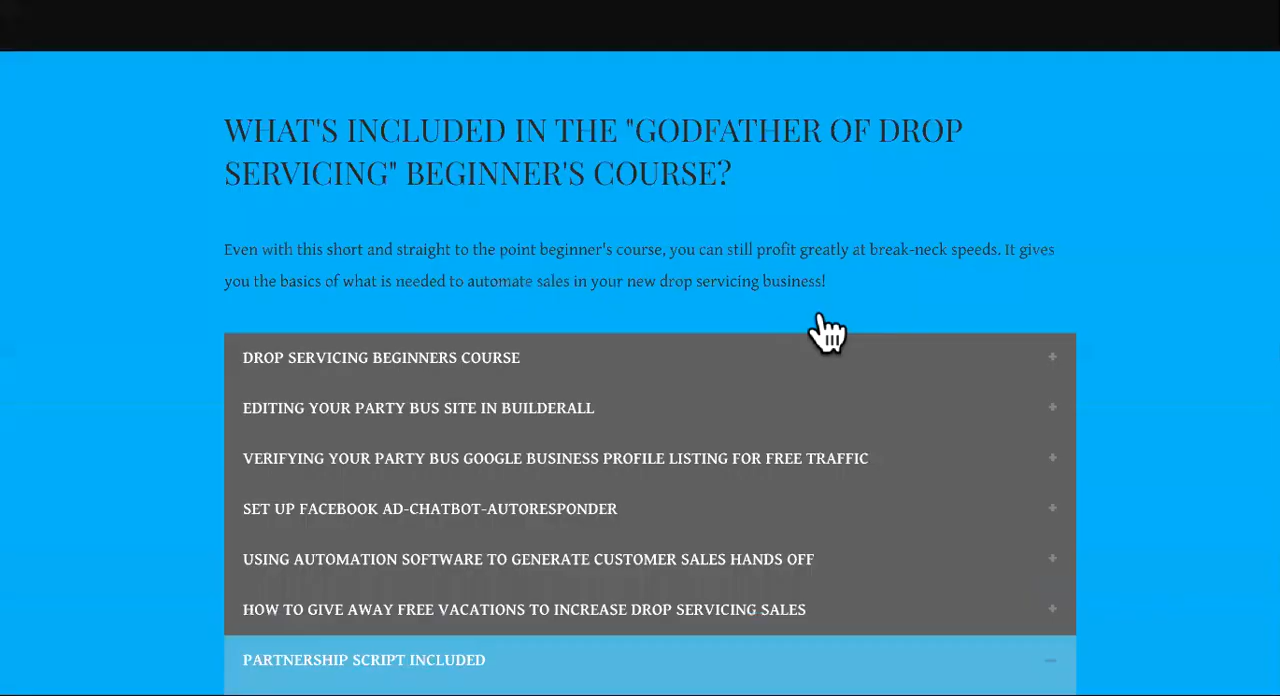 WHAT'S INCLUDED IN THE "GODFATHER OF DROP
SERVICING" BEGINNER'S COURSE?
Even with this short and straight to the point beginner's course, you can still profit greatly at break-neck speeds. It gives
you the basics of what is needed to automate sales in your new drop servicing business!
DROP SERVICING BEGINNERS COURSE
EDITING YOUR PARTY BUS SITE IN BUILDERALL
VERIFYING YOUR PARTY BUS GOOGLE BUSINESS PROFILE LISTING FOR FREE TRAFFIC
SET UP FACEBOOK AD-CHATBOT-AUTORESPONDER
USING AUTOMATION SOFTWARE TO GENERATE CUSTOMER SALES HANDS OFF
HOW TO GIVE AWAY FREE VACATIONS TO INCREASE DROP SERVICING SALES
PARTNERSHIP SCRIPT INCLUDED